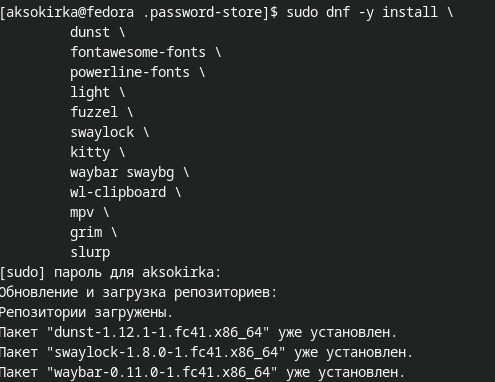 [aksokirka@fedora .password-store]$ sudo dnf -y install \
dunst \
fontawesome-fonts \
powerline-fonts \
light \
fuzzel \
swaylock \
kitty \
waybar swaybg \
wl-clipboard \
mpv \
grim \
slurp
[sudo] пароль для aksokirka:
Обновление и загрузка репозиториев:
Репозитории загружены.
Пакет "dunst-1.12.1-1.fc41.x86_64" уже установлен.
Пакет "swaylock-1.8.0-1.fc41.x86_64" уже установлен.
Пакет "waybar-0.11.0-1.fc41.x86_64" уже установлен.